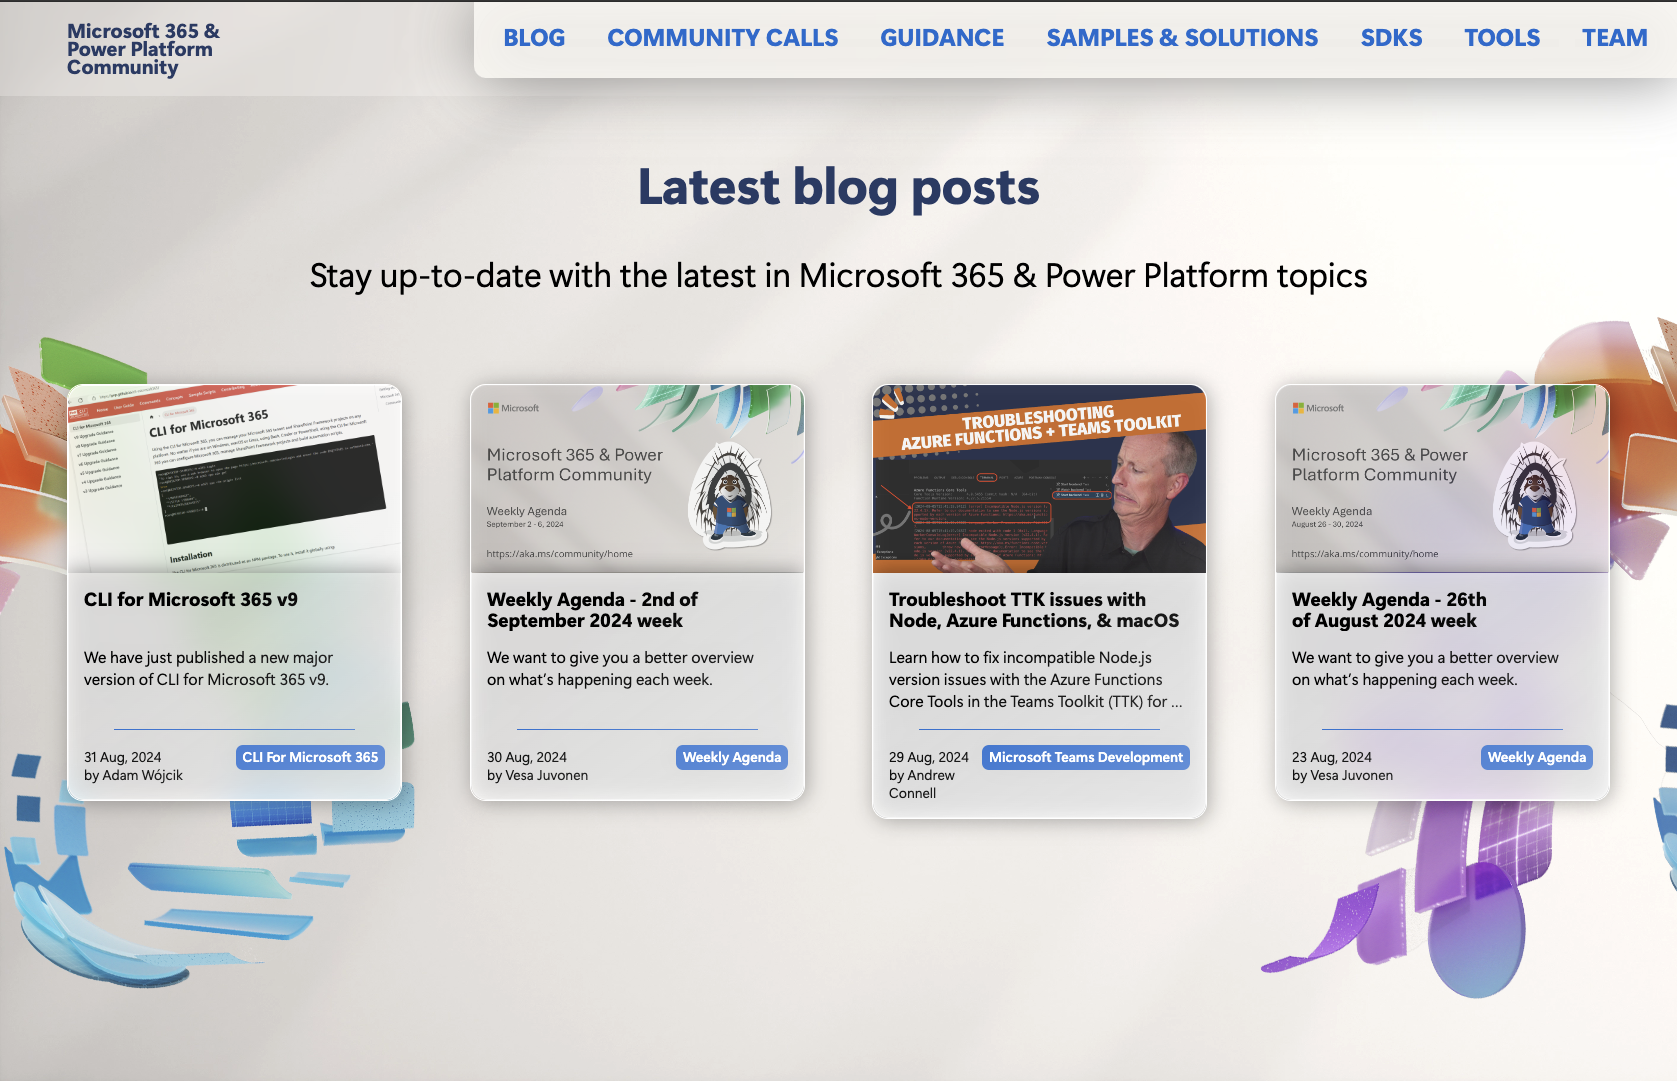 Microsoft 365 &
Power Platform
Community
BLOG COMMUNITY CALLS GUIDANCE SAMPLES & SOLUTIONS SDKS TOOLS TEAM
Latest blog posts
Stay up-to-date with the latest in Microsoft 365 & Power Platform topics
CLI for Microsoft 365
Installation
CLI for Microsoft 365 v9
We have just published a new major
version of CLI for Microsoft 365 v9.
31 Aug, 2024
by Adam Wójcik
CLI For Microsoft 365
Microsoft
Microsoft 365 & Power
Platform Community
Weekly Agenda
September 2 - 6, 2024
https://aka.ms/community/home
Weekly Agenda - 2nd of
September 2024 week
We want to give you a better overview
on what's happening each week.
30 Aug, 2024
by Vesa Juvonen
Weekly Agenda
TROUBLESHOOTING
AZURE FUNCTIONS + TEAMS TOOLKIT
Troubleshoot TTK issues with
Node, Azure Functions, & macOS
Learn how to fix incompatible Node.js
version issues with the Azure Functions
Core Tools in the Teams Toolkit (TTK) for ...
29 Aug, 2024
by Andrew
Connell
Microsoft Teams Development
Microsoft
Microsoft 365 & Power
Platform Community
Weekly Agenda
August 26 - 30, 2024
https://aka.ms/community/home
Weekly Agenda - 26th
of August 2024 week
We want to give you a better overview
on what's happening each week.
23 Aug, 2024
by Vesa Juvonen
Weekly Agenda